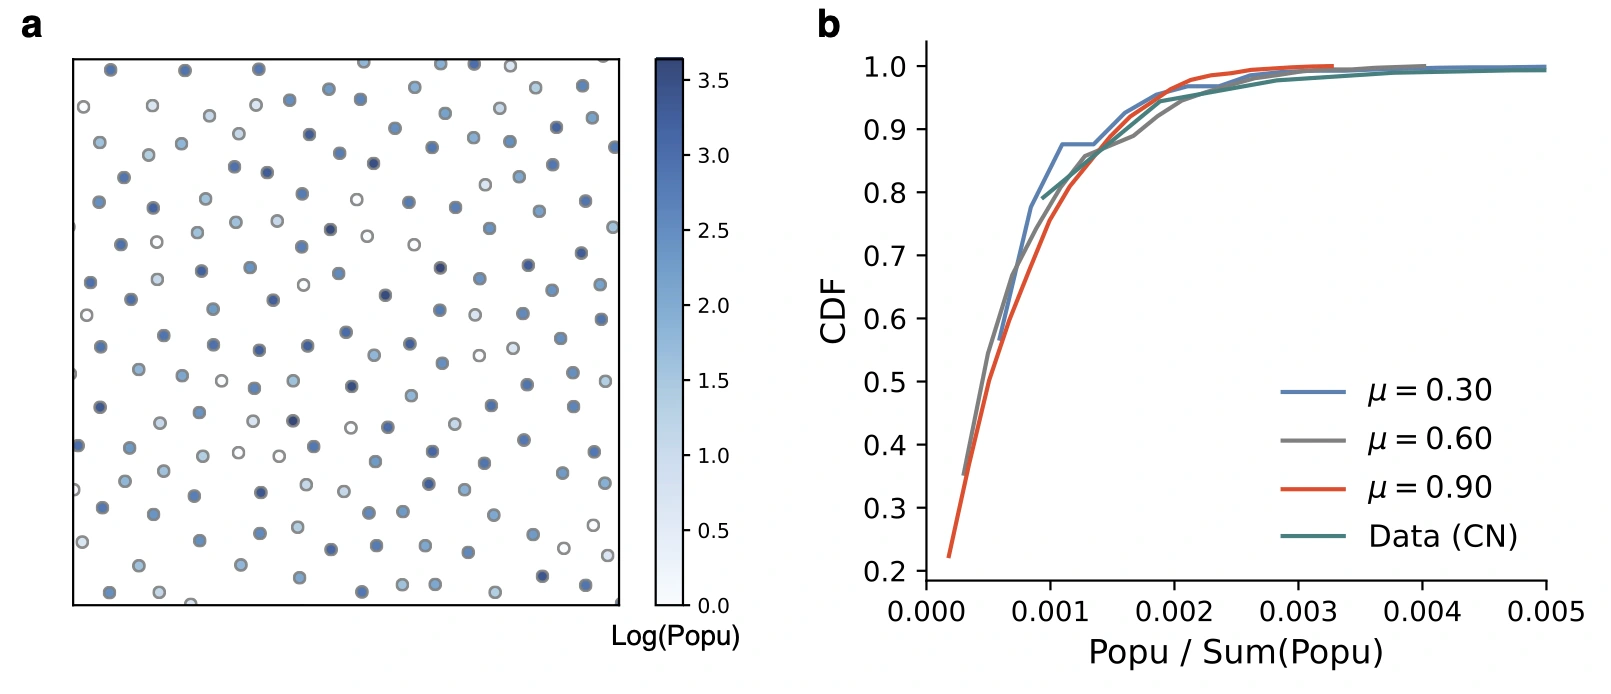 a
3.5
3.0
2.5
2.0
1.5
1.0
0.5
0.0
Log(Popu)
b
1.0
0.9
0.8
0.7
0.6
0.5
0.4
0.3
0.2
CDF
0.000 0.001 0.002 0.003 0.004 0.005
Popu / Sum(Popu)
μ = 0.30
μ = 0.60
μ = 0.90
Data (CN)